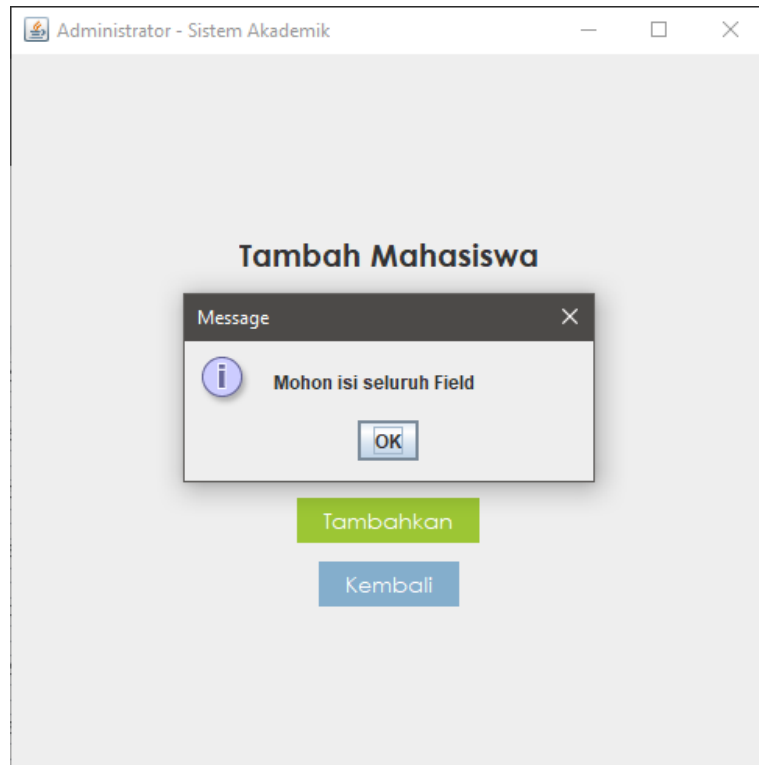 Administrator - Sistem Akademik
Tambah Mahasiswa
Message
i
Mohon isi seluruh Field
OK
Tambahkan
Kembali